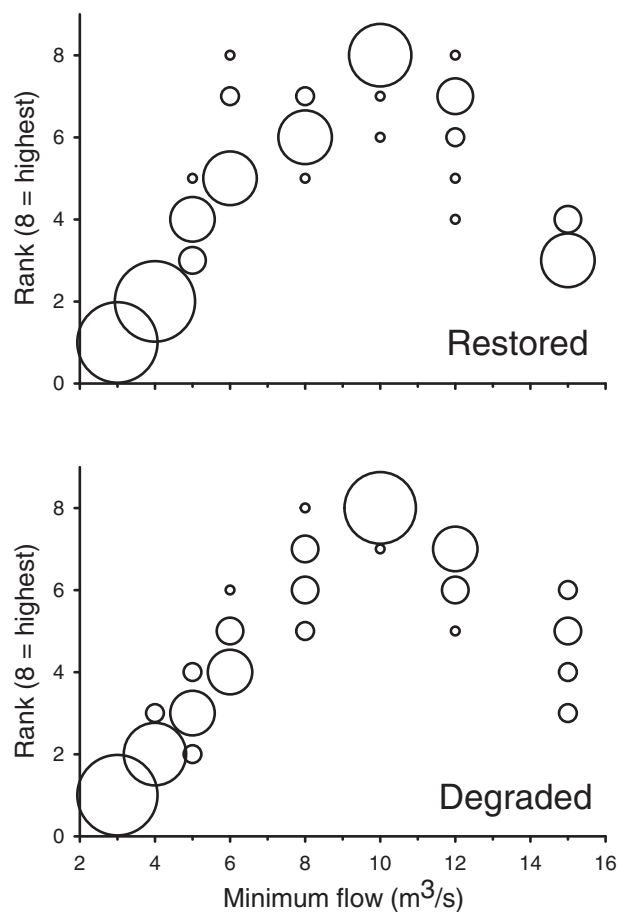 8
6
4
2
0
Rank (8 = highest)
Restored
8
6
4
2
0
Rank (8 = highest)
Degraded
2 4 6 8 10 12 14 16
Minimum flow (m³/s)